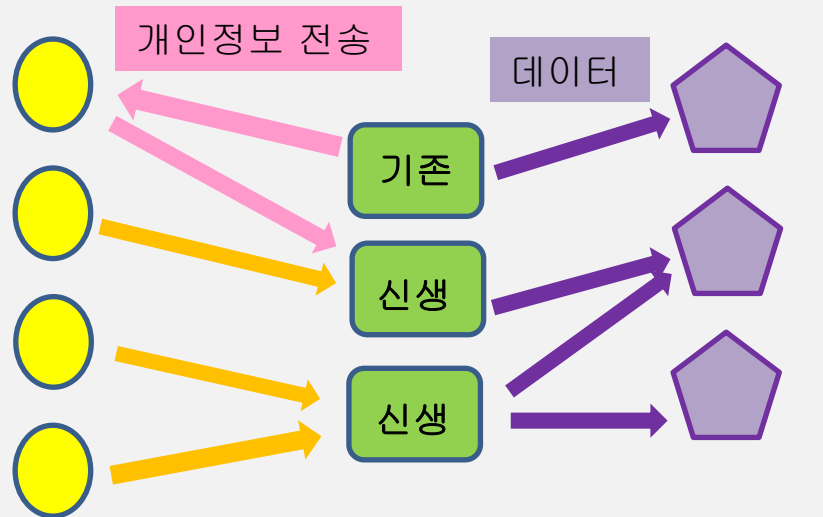 개인정보 전송
데이터
기존
신생
신생